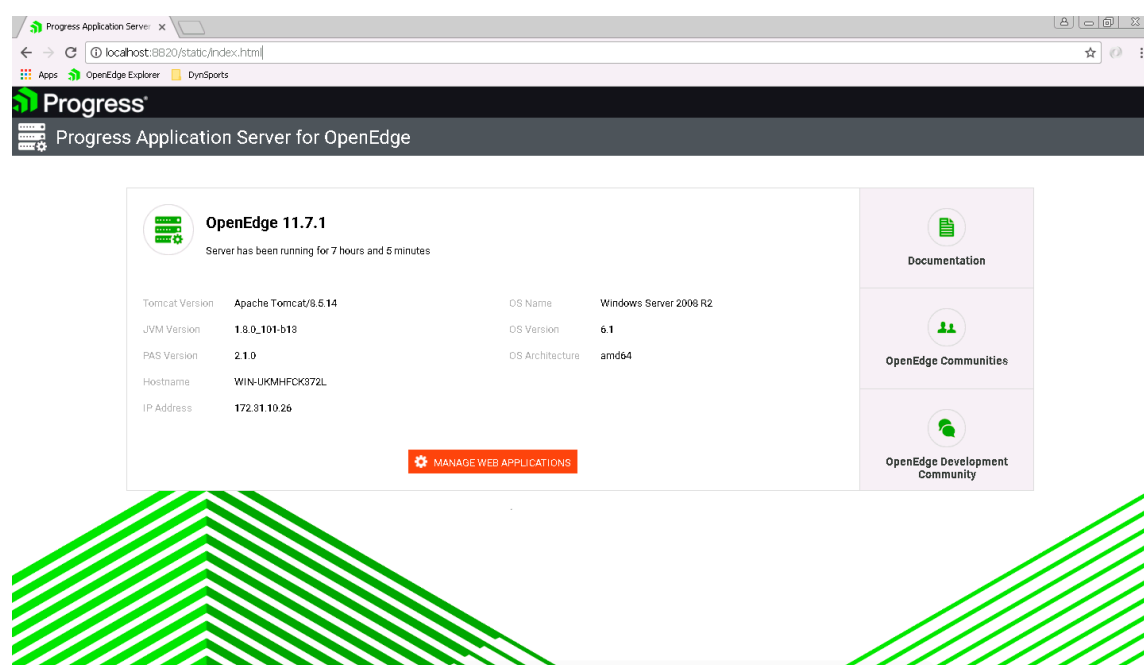 Progress Application Server
localhost:8820/static/index.html
Apps OpenEdge Explorer DynSports
Progress
Progress Application Server for OpenEdge
OpenEdge 11.7.1
Server has been running for 7 hours and 5 minutes
Tomcat Version Apache Tomcat/8.5.14 OS Name Windows Server 2008 R2
JVM Version 1.8.0_101-b13 OS Version 6.1
PAS Version 2.1.0 OS Architecture amd64
Hostname WIN-UKMHFCK372L
IP Address 172.31.10.26
MANAGE WEB APPLICATIONS
Documentation
OpenEdge Communities
OpenEdge Development
Community